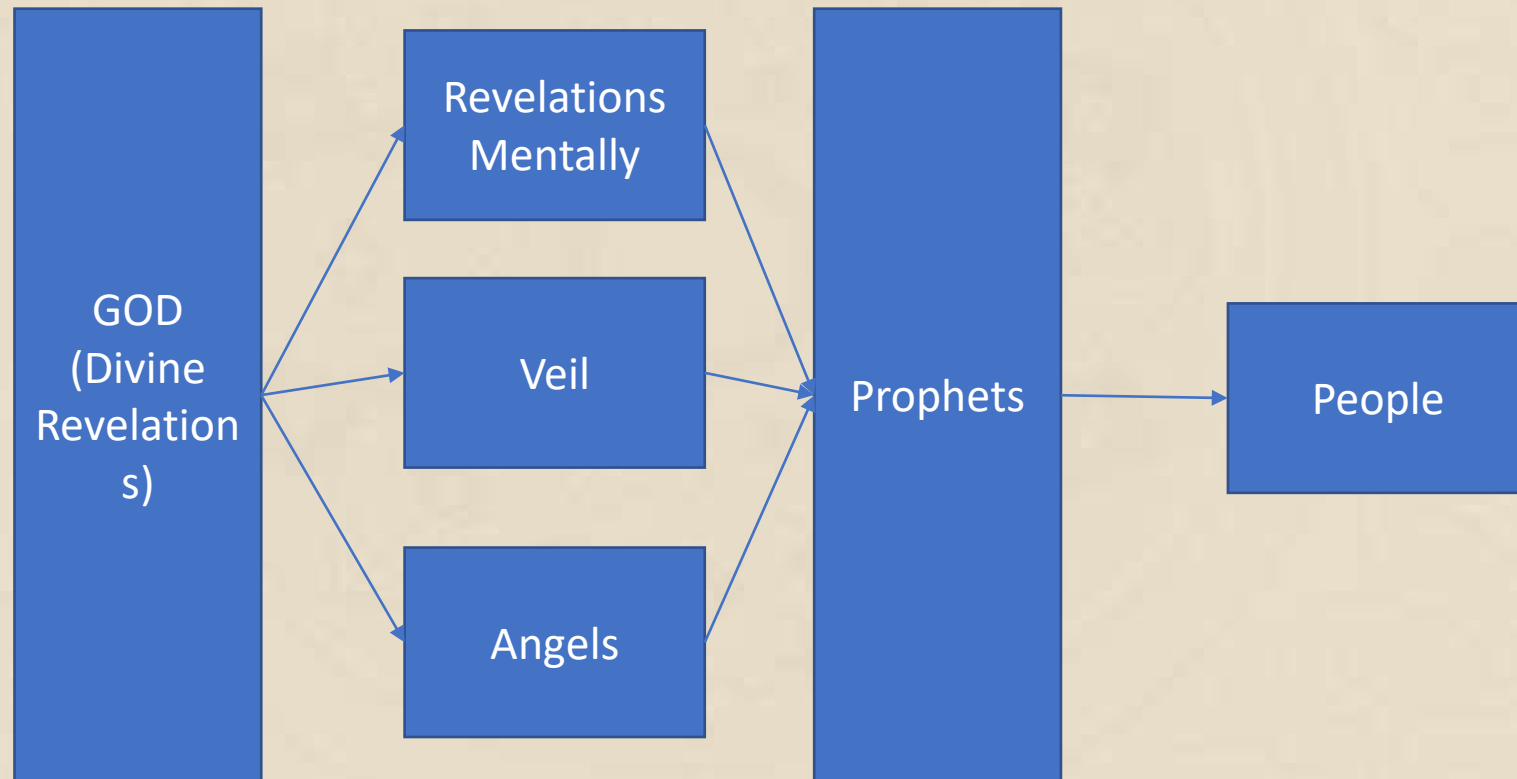 GOD
(Divine
Revelation
s)
Revelations
Mentally
Veil
Angels
Prophets
People